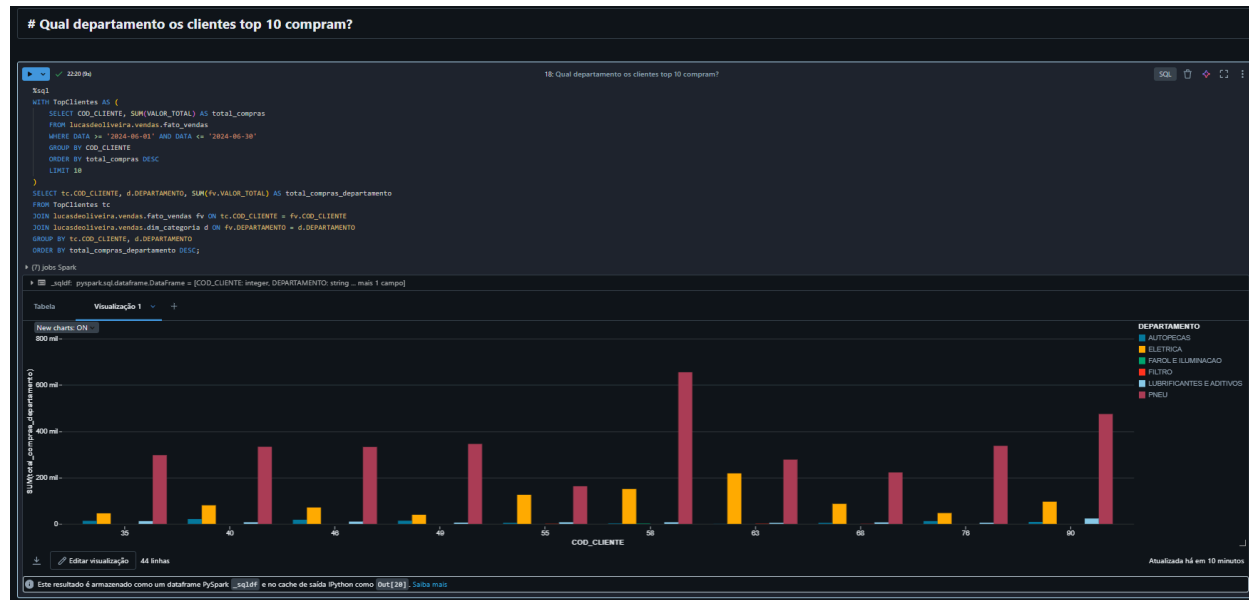 # Qual departamento os clientes top 10 compram?
22:20 (9s)
18: Qual departamento os clientes top 10 compram?
SQL
%sql
WITH TopClientes AS (
SELECT COD_CLIENTE, SUM(VALOR_TOTAL) AS total_compras
FROM lucasdeoliveira.vendas.fato_vendas
WHERE DATA >= '2024-06-01' AND DATA <= '2024-06-30'
GROUP BY COD_CLIENTE
ORDER BY total_compras DESC
LIMIT 10
)
SELECT tc.COD_CLIENTE, d.DEPARTAMENTO, SUM(fv.VALOR_TOTAL) AS total_compras_departamento
FROM TopClientes tc
JOIN lucasdeoliveira.vendas.fato_vendas fv ON tc.COD_CLIENTE = fv.COD_CLIENTE
JOIN lucasdeoliveira.vendas.dim_categoria d ON fv.DEPARTAMENTO = d.DEPARTAMENTO
GROUP BY tc.COD_CLIENTE, d.DEPARTAMENTO
ORDER BY total_compras_departamento DESC;
(7) jobs Spark
_sqldf: pyspark.sql.dataframe.DataFrame = [COD_CLIENTE: integer, DEPARTAMENTO: string ... mais 1 campo]
Tabela Visualização 1 +
New charts: ON
DEPARTAMENTO
AUTOPECAS
ELETRICA
FAROL E ILUMINACAO
FILTRO
LUBRIFICANTES E ADITIVOS
PNEU
800 mil
600 mil
400 mil
200 mil
0
SUM(total_compras_departamento)
35 40 46 49 55 58 63 68 76 90
COD_CLIENTE
Editar visualização 44 linhas
Atualizada há em 10 minutos
Este resultado é armazenado como um dataframe PySpark _sqldf e no cache de saída IPython como Out[20]. Saiba mais